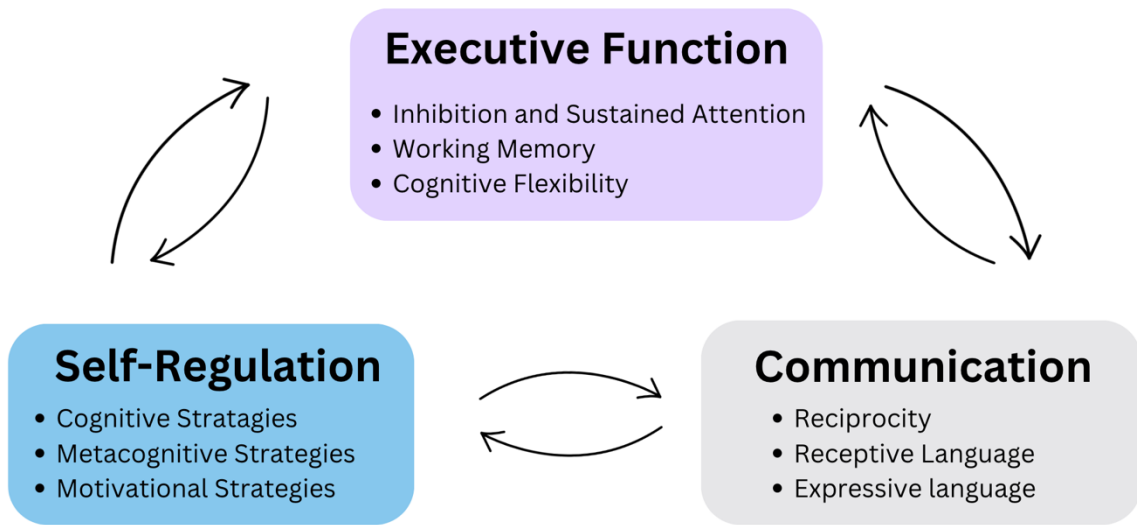 Executive Function
• Inhibition and Sustained Attention
• Working Memory
• Cognitive Flexibility
Self-Regulation
• Cognitive Stratagies
• Metacognitive Strategies
• Motivational Strategies
Communication
• Reciprocity
• Receptive Language
• Expressive language